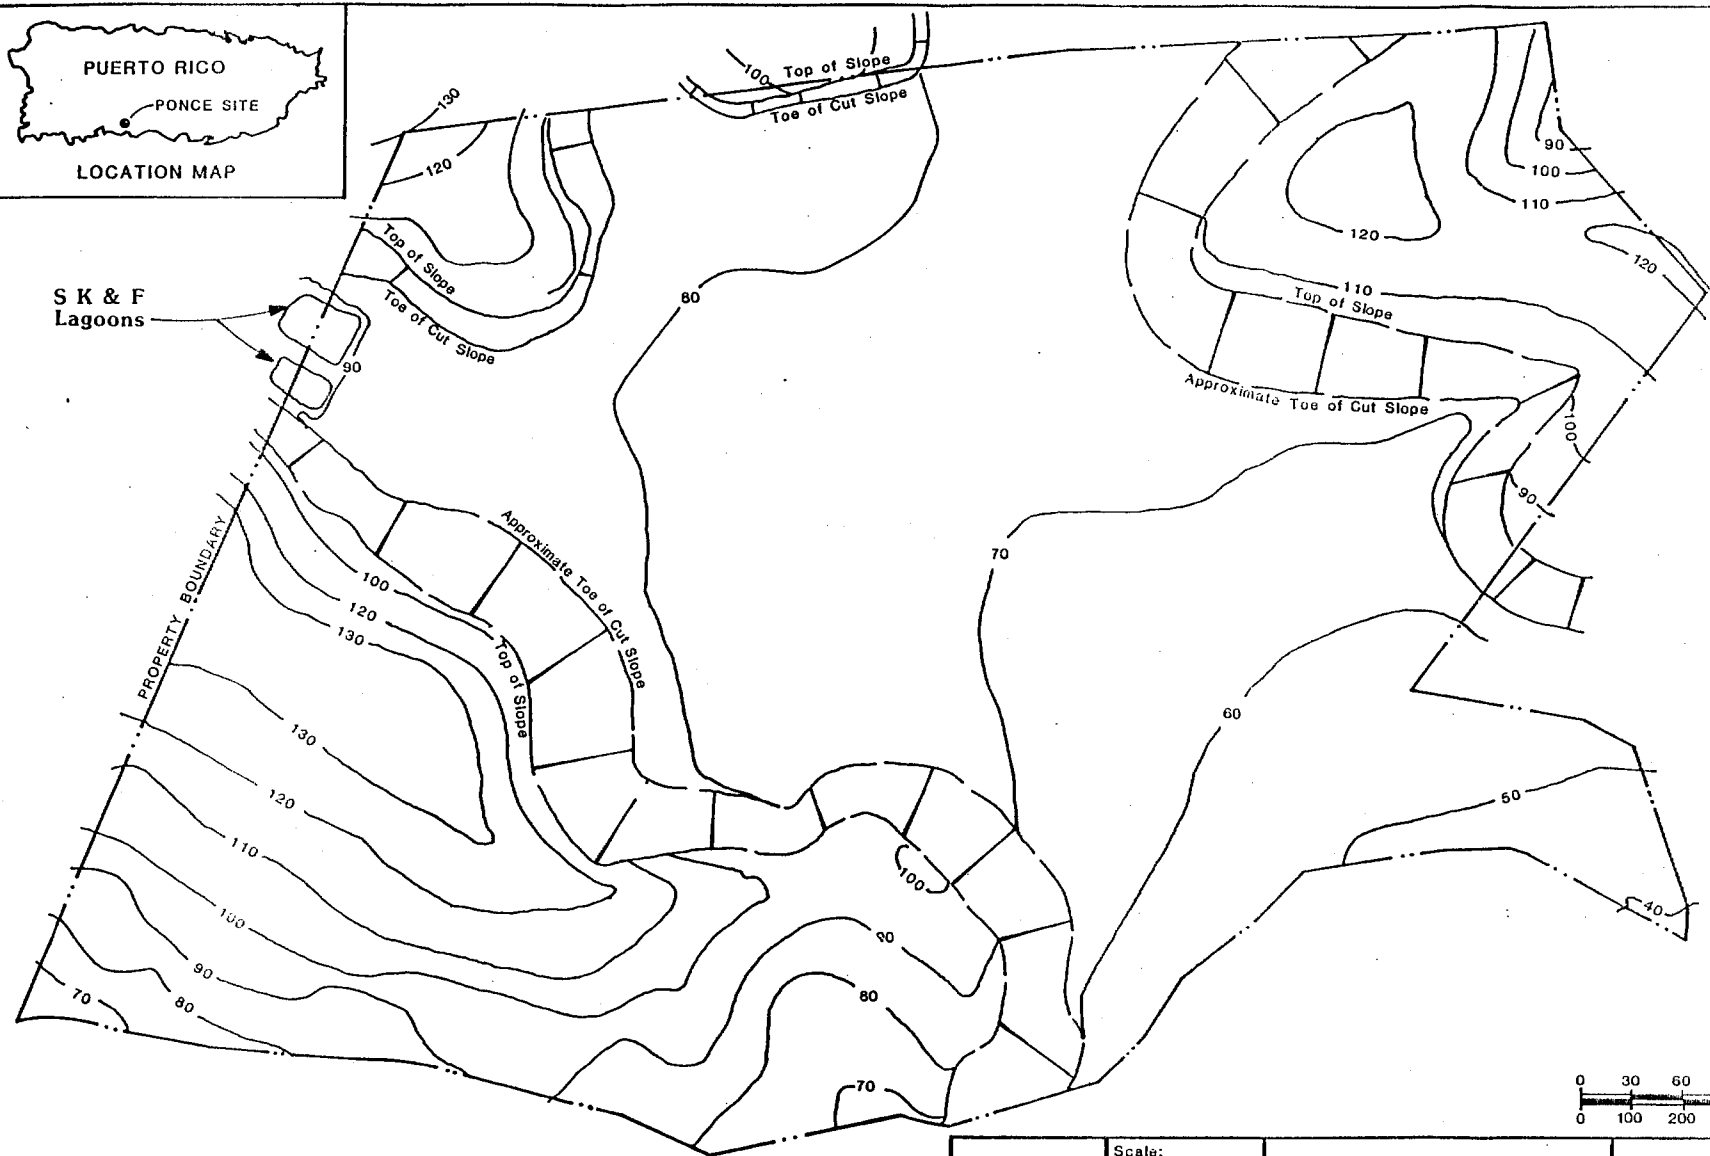 PUERTO RICO
PONCE SITE
LOCATION MAP
130
120
100
Top of Slope
Toe of Cut Slope
90
100
110
120
120
110
Top of Slope
Approximate Toe of Cut Slope
100
90
Top of Slope
Toe of Cut Slope
S K & F
Lagoons
90
80
70
60
50
40
PROPERTY BOUNDARY
Approximate Toe of Cut Slope
Top of Slope
100
120
130
130
120
110
100
90
80
70
100
90
80
70
0 30 60
0 100 200
Scale: